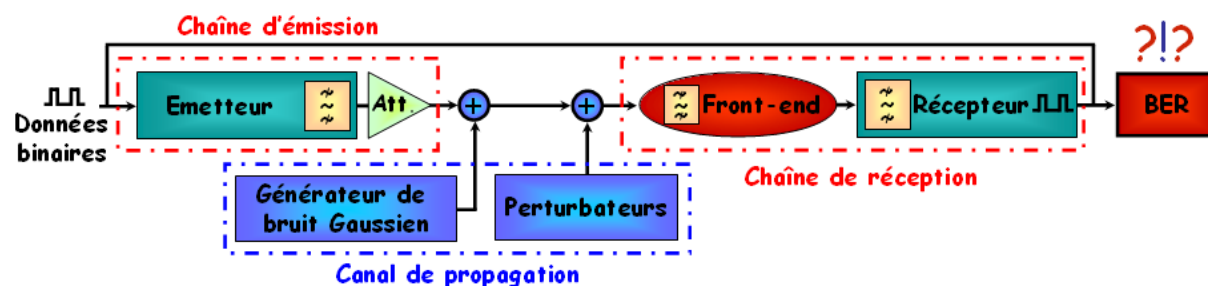 Chaîne d'émission
?!?
Emetteur
Att.
Front-end
Récepteur
BER
Données
binaires
Générateur de
bruit Gaussien
Perturbateurs
Chaîne de réception
Canal de propagation